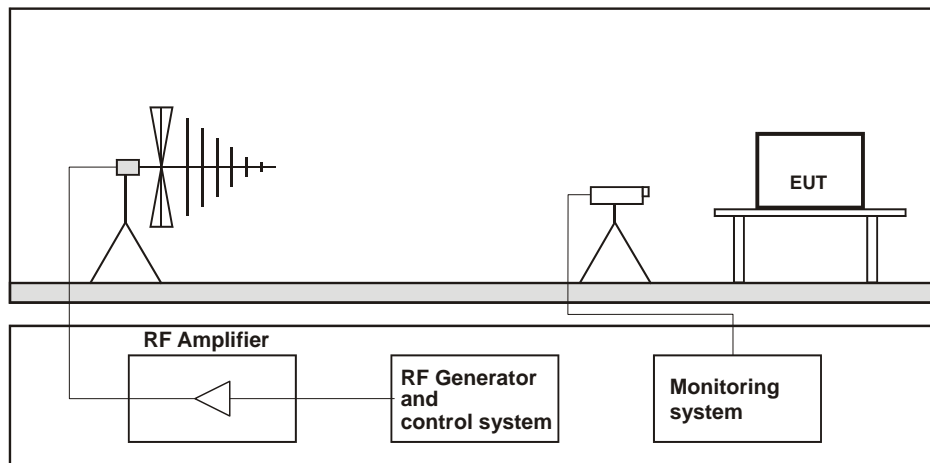 EUT
RF Amplifier
RF Generator
and
control system
Monitoring
system